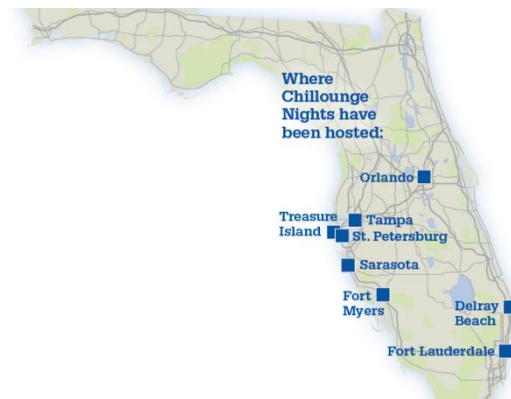 Where
Chillounge
Nights have
been hosted:
Orlando
Treasure
Island
Tampa
St. Petersburg
Sarasota
Fort
Myers
Delray
Beach
Fort Lauderdale